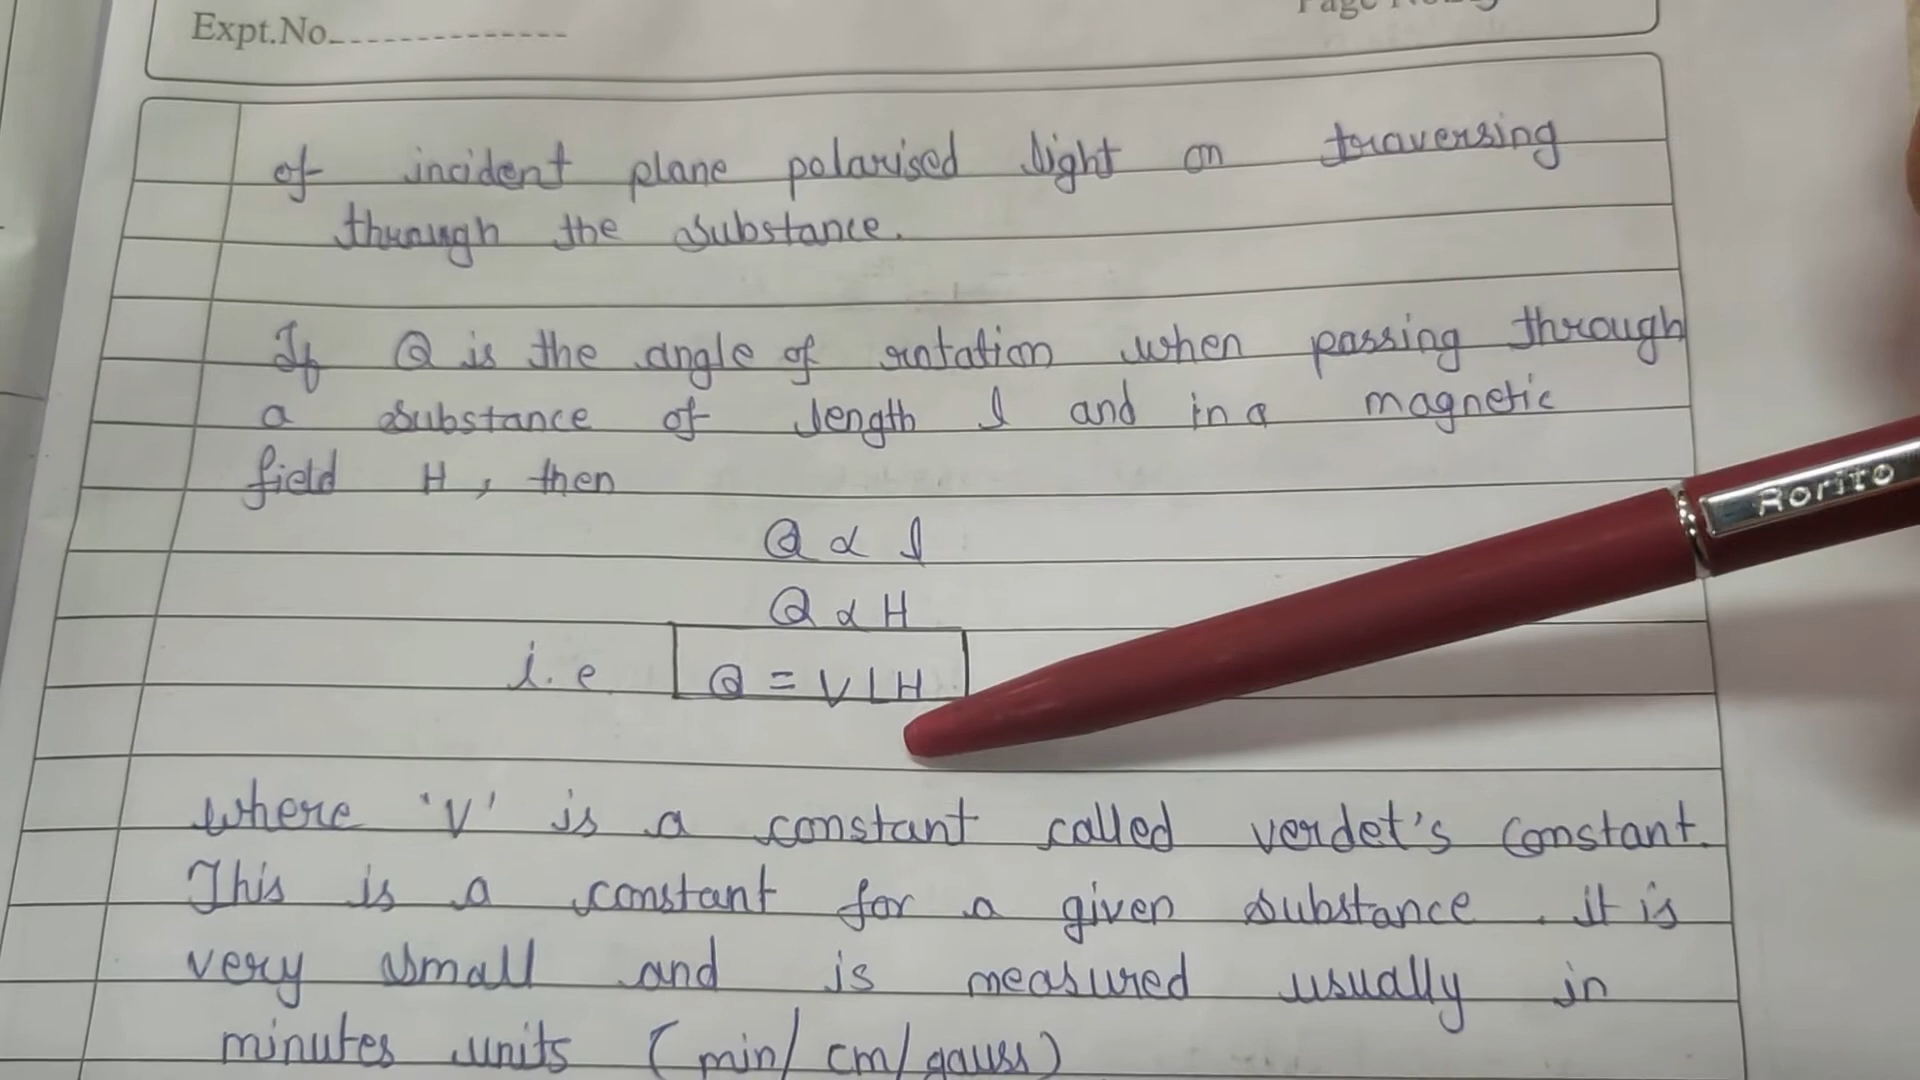 Expt.No.
of incident plane polarised light on traversing
through the substance.
If Q is the angle of rotation when passing through
a substance of length l and in a magnetic
field H, then
Q ∝ l
Q ∝ H
i.e Q = V l H
Rorito
where 'V' is a constant called verdet's constant.
This is a constant for a given substance. it is
very small and is measured usually in
minutes units (min/cm/gauss)